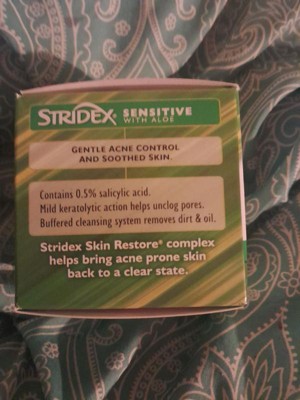 STRIDEX® SENSITIVE
WITH ALOE
GENTLE ACNE CONTROL
AND SOOTHED SKIN.
Contains 0.5% salicylic acid.
Mild keratolytic action helps unclog pores.
Buffered cleansing system removes dirt & oil.
Stridex Skin Restore® complex
helps bring acne prone skin
back to a clear state.